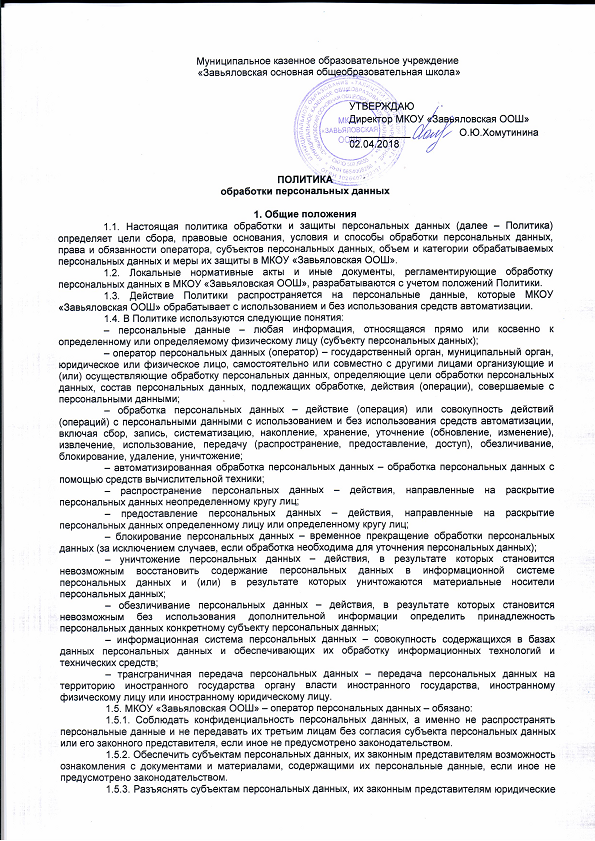 Муниципальное казенное образовательное учреждение
«Завьяловская основная общеобразовательная школа»
УТВЕРЖДАЮ
Директор МКОУ «Завьяловская ООШ»
О.Ю.Хомутинина
02.04.2018
ПОЛИТИКА
обработки персональных данных
1. Общие положения
1.1. Настоящая политика обработки и защиты персональных данных (далее – Политика)
определяет цели сбора, правовые основания, условия и способы обработки персональных данных,
права и обязанности оператора, субъектов персональных данных, объем и категории обрабатываемых
персональных данных и меры их защиты в МКОУ «Завьяловская ООШ».
1.2. Локальные нормативные акты и иные документы, регламентирующие обработку
персональных данных в МКОУ «Завьяловская ООШ», разрабатываются с учетом положений Политики.
1.3. Действие Политики распространяется на персональные данные, которые МКОУ
«Завьяловская ООШ» обрабатывает с использованием и без использования средств автоматизации.
1.4. В Политике используются следующие понятия:
– персональные данные – любая информация, относящаяся прямо или косвенно к
определенному или определяемому физическому лицу (субъекту персональных данных);
– оператор персональных данных (оператор) – государственный орган, муниципальный орган,
юридическое или физическое лицо, самостоятельно или совместно с другими лицами организующие и
(или) осуществляющие обработку персональных данных, определяющие цели обработки персональных
данных, состав персональных данных, подлежащих обработке, действия (операции), совершаемые с
персональными данными;
– обработка персональных данных – действие (операция) или совокупность действий
(операций) с персональными данными с использованием и без использования средств автоматизации,
включая сбор, запись, систематизацию, накопление, хранение, уточнение (обновление, изменение),
извлечение, использование, передачу (распространение, предоставление, доступ), обезличивание,
блокирование, удаление, уничтожение;
– автоматизированная обработка персональных данных – обработка персональных данных с
помощью средств вычислительной техники;
– распространение персональных данных – действия, направленные на раскрытие
персональных данных неопределенному кругу лиц;
– предоставление персональных данных – действия, направленные на раскрытие
персональных данных определенному лицу или определенному кругу лиц;
– блокирование персональных данных – временное прекращение обработки персональных
данных (за исключением случаев, если обработка необходима для уточнения персональных данных);
– уничтожение персональных данных – действия, в результате которых становится
невозможным восстановить содержание персональных данных в информационной системе
персональных данных и (или) в результате которых уничтожаются материальные носители
персональных данных;
– обезличивание персональных данных – действия, в результате которых становится
невозможным без использования дополнительной информации определить принадлежность
персональных данных конкретному субъекту персональных данных;
– информационная система персональных данных – совокупность содержащихся в базах
данных персональных данных и обеспечивающих их обработку информационных технологий и
технических средств;
– трансграничная передача персональных данных – передача персональных данных на
территорию иностранного государства органу власти иностранного государства, иностранному
физическому лицу или иностранному юридическому лицу.
1.5. МКОУ «Завьяловская ООШ» – оператор персональных данных – обязано:
1.5.1. Соблюдать конфиденциальность персональных данных, а именно не распространять
персональные данные и не передавать их третьим лицам без согласия субъекта персональных данных
или его законного представителя, если иное не предусмотрено законодательством.
1.5.2. Обеспечить субъектам персональных данных, их законным представителям возможность
ознакомления с документами и материалами, содержащими их персональные данные, если иное не
предусмотрено законодательством.
1.5.3. Разъяснять субъектам персональных данных, их законным представителям юридические